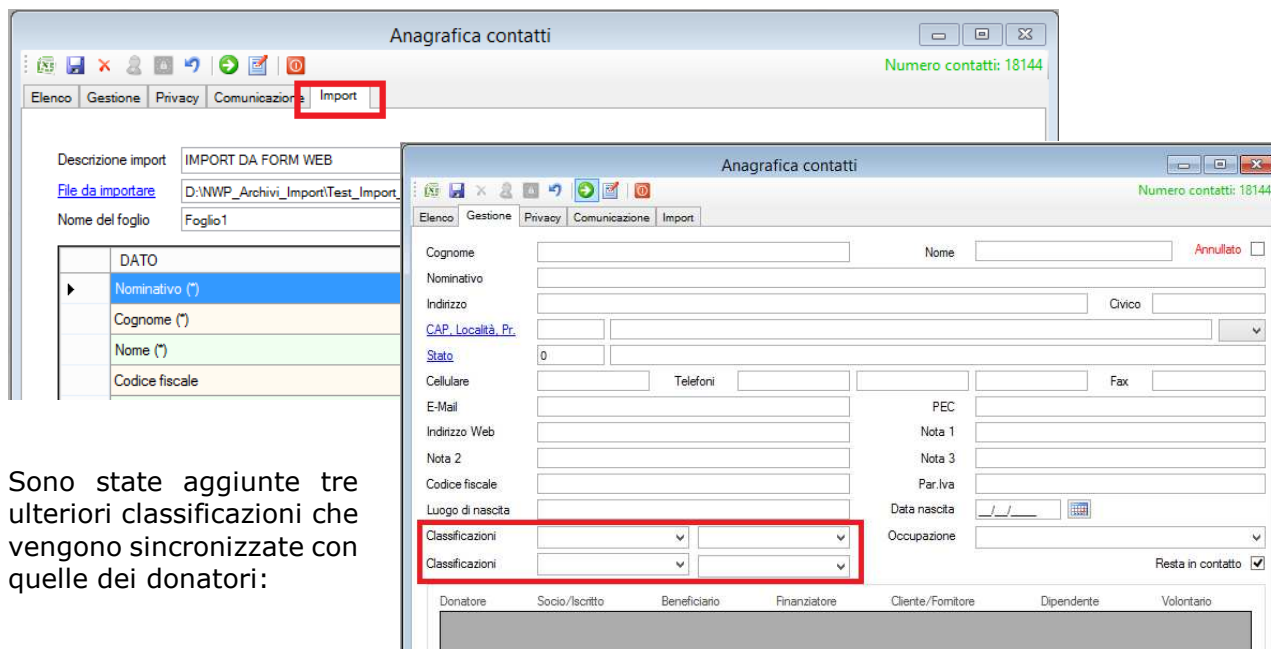 Anagrafica contatti
Numero contatti: 18144
Elenco Gestione Privacy Comunicazione Import
Descrizione import IMPORT DA FORM WEB
File da importare D:\NWP_Archivi_Import\Test_Import_
Nome del foglio Foglio1
DATO
Nominativo (*)
Cognome (*)
Nome (*)
Codice fiscale
Anagrafica contatti
Numero contatti: 18144
Elenco Gestione Privacy Comunicazione Import
Cognome Nome Annullato
Nominativo
Indirizzo Civico
CAP, Località, Pr.
Stato 0
Cellulare Telefoni Fax
E-Mail PEC
Indirizzo Web Nota 1
Nota 2 Nota 3
Codice fiscale Par.Iva
Luogo di nascita Data nascita __/__/____
Classificazioni Occupazione
Classificazioni Resta in contatto
Donatore Socio/Iscritto Beneficiario Finanziatore Cliente/Fornitore Dipendente Volontario
Sono state aggiunte tre
ulteriori classificazioni che
vengono sincronizzate con
quelle dei donatori: